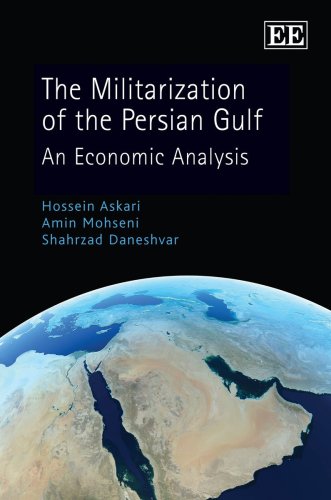 EE
The Militarization
of the Persian Gulf
An Economic Analysis
Hossein Askari
Amin Mohseni
Shahrzad Daneshvar